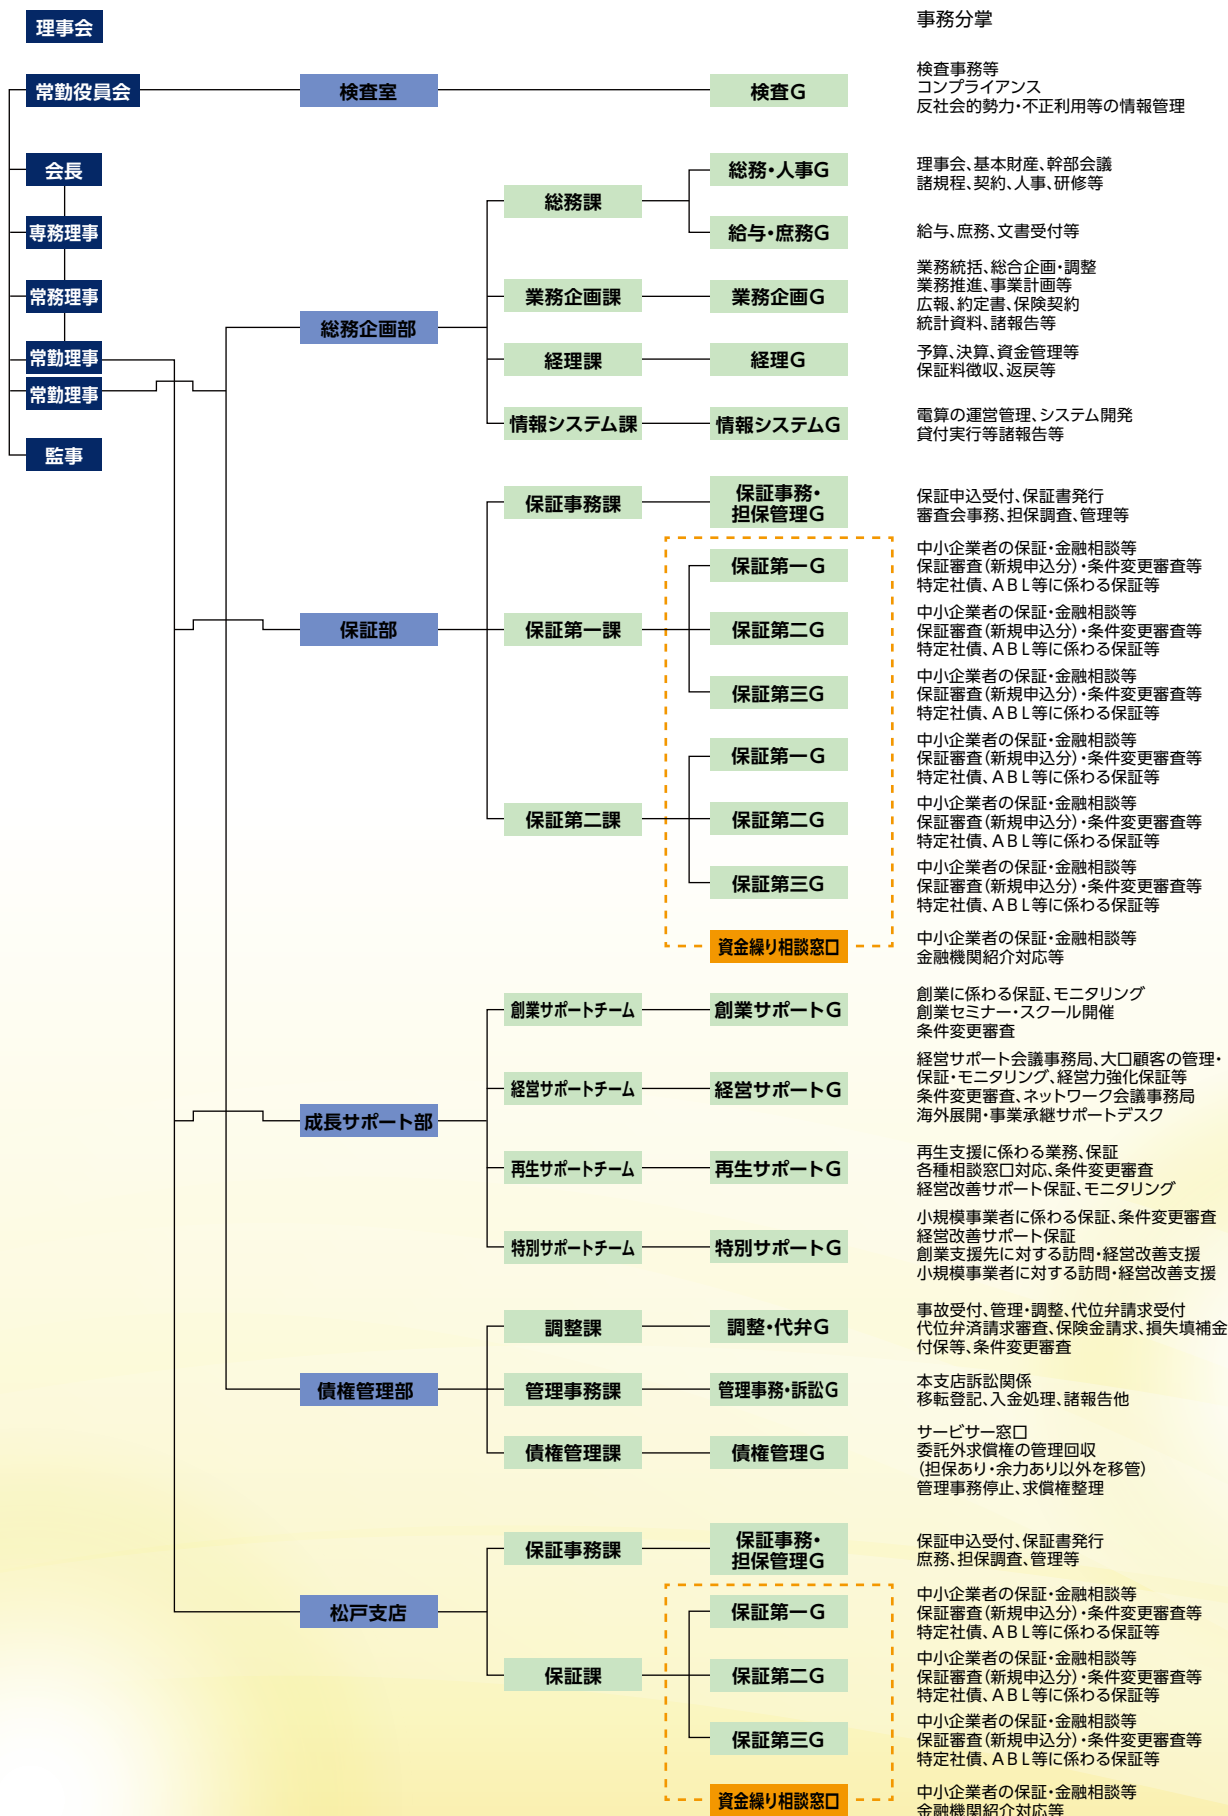 理事会
事務分掌
常勤役員会
検査室
検査G
検査事務等
コンプライアンス
反社会的勢力・不正利用等の情報管理
会長
専務理事
常務理事
常勤理事
常勤理事
監事
総務企画部
総務課
総務・人事G
理事会、基本財産、幹部会議
諸規程、契約、人事、研修等
給与・庶務G
給与、庶務、文書受付等
業務企画課
業務企画G
業務統括、総合企画・調整
業務推進、事業計画等
広報、約定書、保険契約
統計資料、諸報告等
経理課
経理G
予算、決算、資金管理等
保証料徴収、返戻等
情報システム課
情報システムG
電算の運営管理、システム開発
貸付実行等諸報告等
保証部
保証事務課
保証事務・
担保管理G
保証申込受付、保証書発行
審査会事務、担保調査、管理等
保証第一課
保証第一G
中小企業者の保証・金融相談等
保証審査(新規申込分)・条件変更審査等
特定社債、ABL等に係わる保証等
保証第二G
中小企業者の保証・金融相談等
保証審査(新規申込分)・条件変更審査等
特定社債、ABL等に係わる保証等
保証第三G
中小企業者の保証・金融相談等
保証審査(新規申込分)・条件変更審査等
特定社債、ABL等に係わる保証等
保証第二課
保証第一G
中小企業者の保証・金融相談等
保証審査(新規申込分)・条件変更審査等
特定社債、ABL等に係わる保証等
保証第二G
中小企業者の保証・金融相談等
保証審査(新規申込分)・条件変更審査等
特定社債、ABL等に係わる保証等
保証第三G
中小企業者の保証・金融相談等
保証審査(新規申込分)・条件変更審査等
特定社債、ABL等に係わる保証等
資金繰り相談窓口
中小企業者の保証・金融相談等
金融機関紹介対応等
成長サポート部
創業サポートチーム
創業サポートG
創業に係わる保証、モニタリング
創業セミナー・スクール開催
条件変更審査
経営サポートチーム
経営サポートG
経営サポート会議事務局、大口顧客の管理・
保証・モニタリング、経営力強化保証等
条件変更審査、ネットワーク会議事務局
海外展開・事業承継サポートデスク
再生サポートチーム
再生サポートG
再生支援に係わる業務、保証
各種相談窓口対応、条件変更審査
経営改善サポート保証、モニタリング
特別サポートチーム
特別サポートG
小規模事業者に係わる保証、条件変更審査
経営改善サポート保証
創業支援先に対する訪問・経営改善支援
小規模事業者に対する訪問・経営改善支援
債権管理部
調整課
調整・代弁G
事故受付、管理・調整、代位弁請求受付
代位弁済請求審査、保険金請求、損失填補金
付保等、条件変更審査
管理事務課
管理事務・訴訟G
本支店訴訟関係
移転登記、入金処理、諸報告他
債権管理課
債権管理G
サービサー窓口
委託外求償権の管理回収
(担保あり・余力あり以外を移管)
管理事務停止、求償権整理
松戸支店
保証事務課
保証事務・
担保管理G
保証申込受付、保証書発行
庶務、担保調査、管理等
保証課
保証第一G
中小企業者の保証・金融相談等
保証審査(新規申込分)・条件変更審査等
特定社債、ABL等に係わる保証等
保証第二G
中小企業者の保証・金融相談等
保証審査(新規申込分)・条件変更審査等
特定社債、ABL等に係わる保証等
保証第三G
中小企業者の保証・金融相談等
保証審査(新規申込分)・条件変更審査等
特定社債、ABL等に係わる保証等
資金繰り相談窓口
中小企業者の保証・金融相談等
金融機関紹介対応等